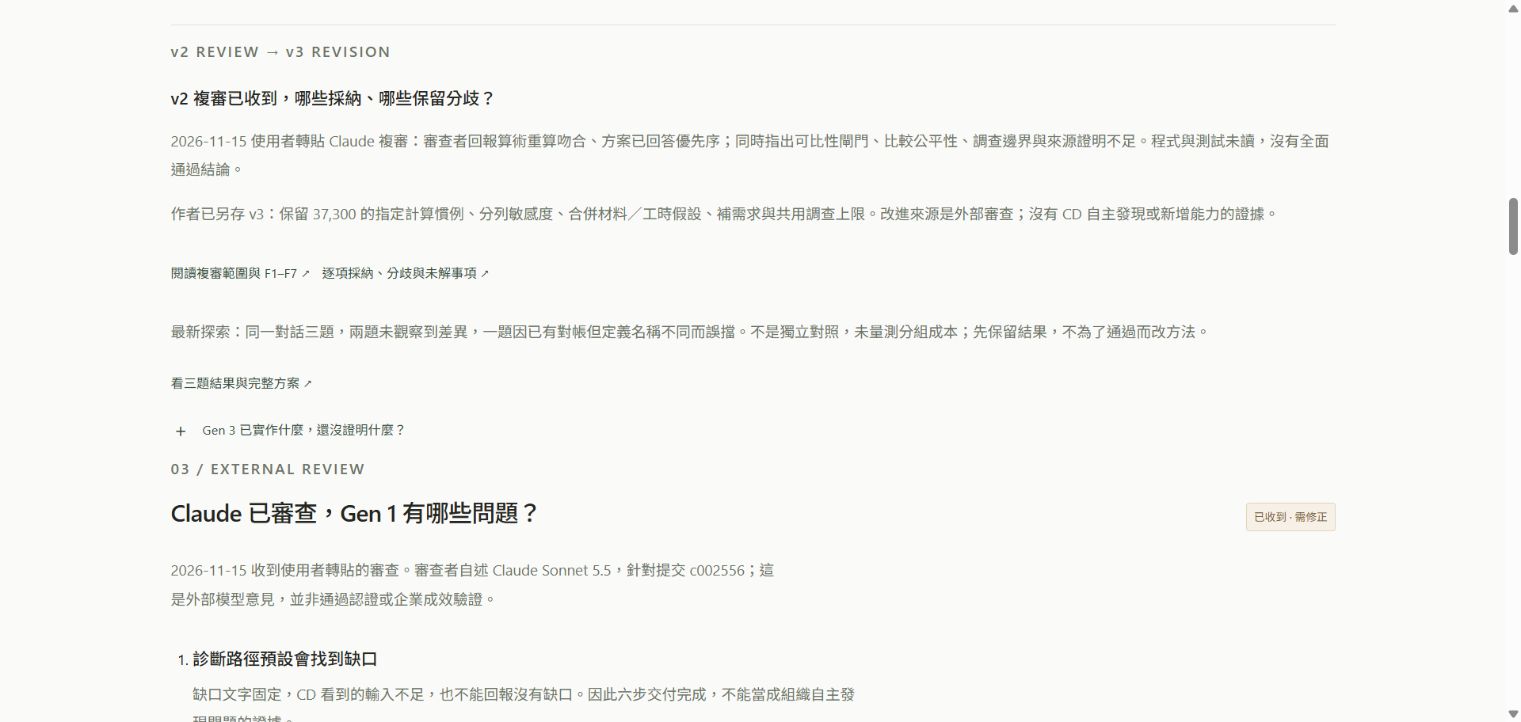 v2 REVIEW → v3 REVISION
v2 複審已收到，哪些採納、哪些保留分歧？
2026-11-15 使用者轉貼 Claude 複審：審查者回報算術重算吻合、方案已回答優先序；同時指出可比性閘門、比較公平性、調查邊界與來源證明不足。程式與測試未讀，沒有全面
通過結論。
作者已另存 v3：保留 37,300 的指定計算慣例、分列敏感度、合併材料／工時假設、補需求與共用調查上限。改進來源是外部審查；沒有 CD 自主發現或新增能力的證據。
閱讀複審範圍與 F1–F7 ↗ 逐項採納、分歧與未解事項 ↗
最新探索：同一對話三題，兩題未觀察到差異，一題因已有對帳但定義名稱不同而誤擋。不是獨立對照，未量測分組成本；先保留結果，不為了通過而改方法。
看三題結果與完整方案 ↗
+ Gen 3 已實作什麼，還沒證明什麼？
03 / EXTERNAL REVIEW
Claude 已審查，Gen 1 有哪些問題？
已收到 · 需修正
2026-11-15 收到使用者轉貼的審查。審查者自述 Claude Sonnet 5.5，針對提交 c002556；這
是外部模型意見，並非通過認證或企業成效驗證。
1. 診斷路徑預設會找到缺口
缺口文字固定，CD 看到的輸入不足，也不能回報沒有缺口。因此六步交付完成，不能當成組織自主發
現問題的證據。